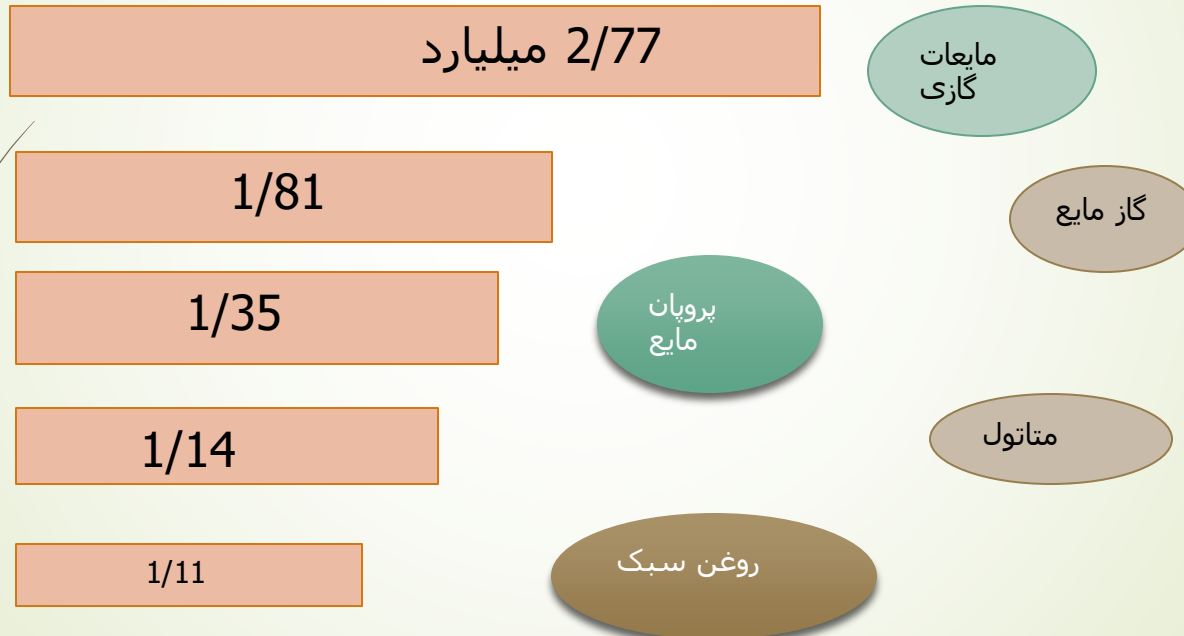 2/77 میلیارد
مایعات
گازی
1/81
گاز مایع
1/35
پروپان
مایع
1/14
متاتول
1/11
روغن سبک